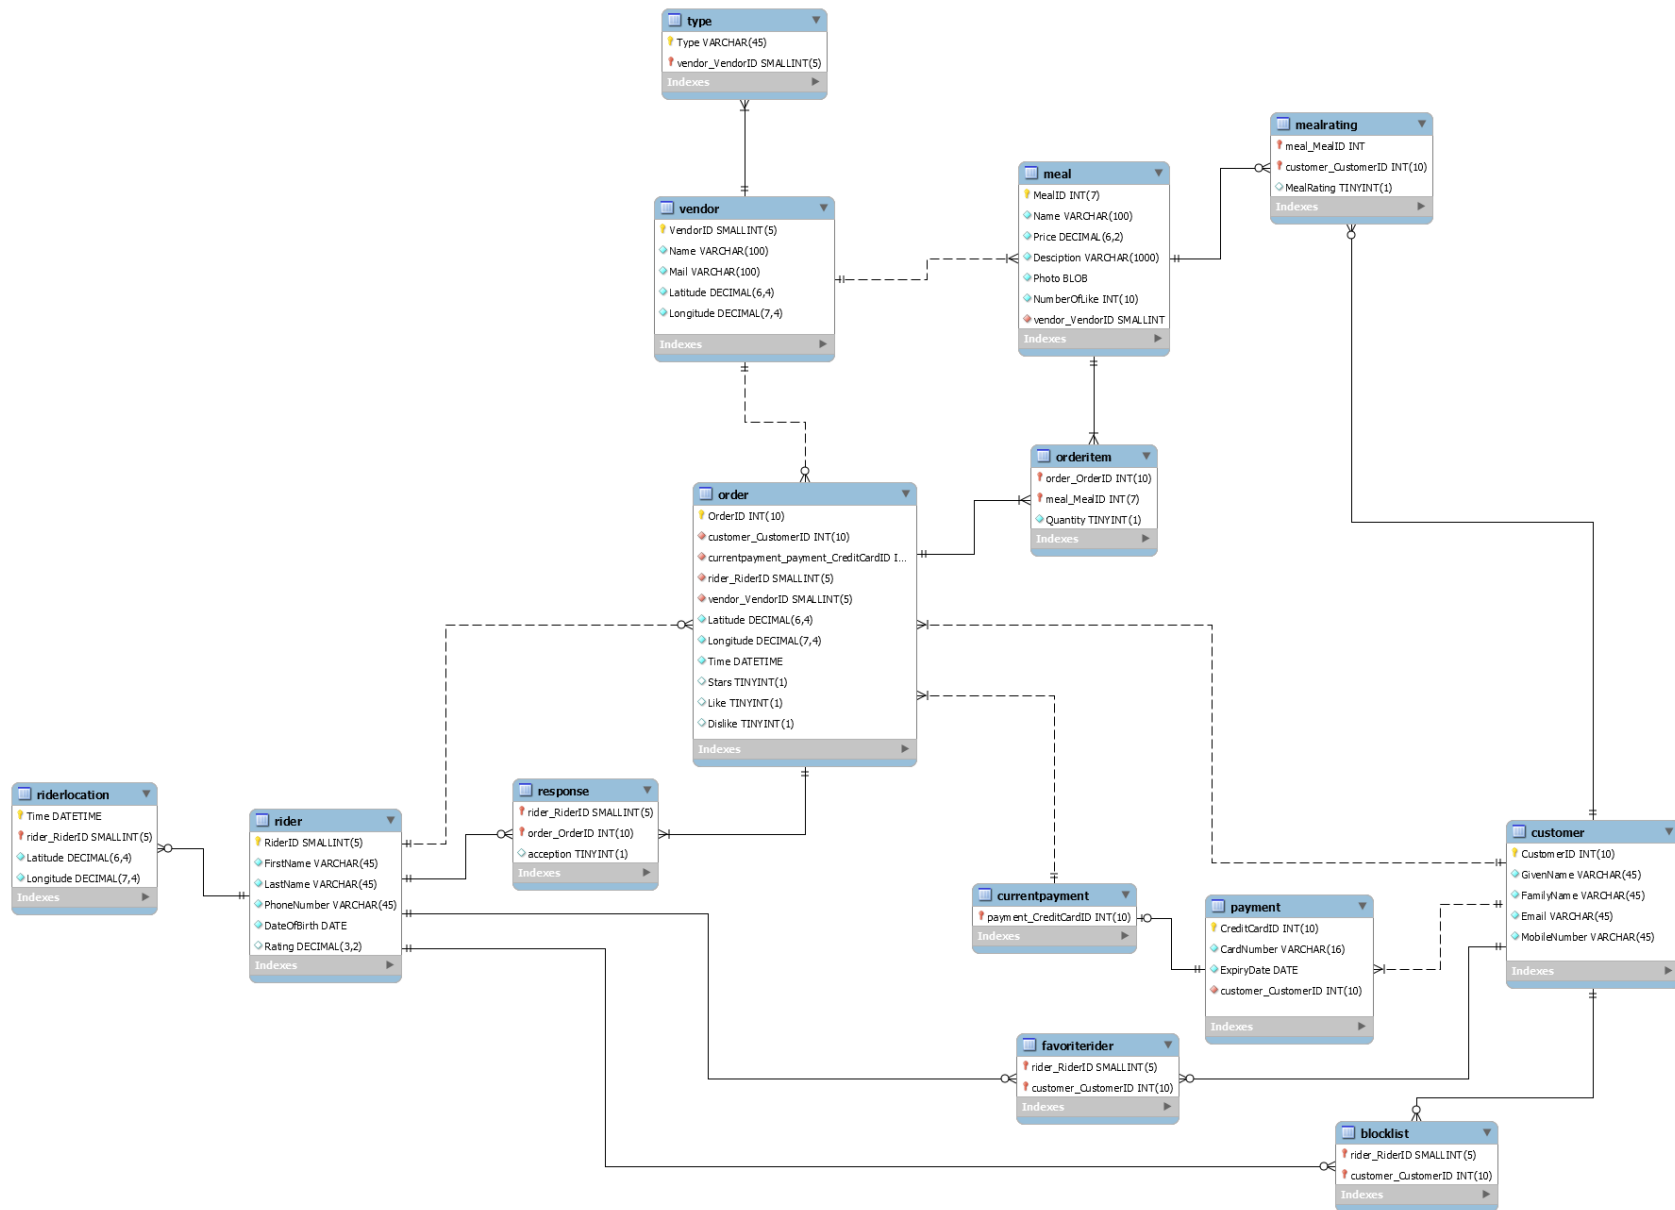 type
Type VARCHAR(45)
vendor_VendorID SMALLINT(5)
Indexes
mealrating
meal_MealID INT
customer_CustomerID INT(10)
MealRating TINYINT(1)
Indexes
meal
MealID INT(7)
Name VARCHAR(100)
Price DECIMAL(6,2)
Desciption VARCHAR(1000)
Photo BLOB
NumberOfLike INT(10)
vendor_VendorID SMALLINT
Indexes
vendor
VendorID SMALLINT(5)
Name VARCHAR(100)
Mail VARCHAR(100)
Latitude DECIMAL(6,4)
Longitude DECIMAL(7,4)
Indexes
orderitem
order_OrderID INT(10)
meal_MealID INT(7)
Quantity TINYINT(1)
Indexes
order
OrderID INT(10)
customer_CustomerID INT(10)
currentpayment_payment_CreditCardID I...
rider_RiderID SMALLINT(5)
vendor_VendorID SMALLINT(5)
Latitude DECIMAL(6,4)
Longitude DECIMAL(7,4)
Time DATETIME
Stars TINYINT(1)
Like TINYINT(1)
Dislike TINYINT(1)
Indexes
riderlocation
Time DATETIME
rider_RiderID SMALLINT(5)
Latitude DECIMAL(6,4)
Longitude DECIMAL(7,4)
Indexes
rider
RiderID SMALLINT(5)
FirstName VARCHAR(45)
LastName VARCHAR(45)
PhoneNumber VARCHAR(45)
DateOfBirth DATE
Rating DECIMAL(3,2)
Indexes
response
rider_RiderID SMALLINT(5)
order_OrderID INT(10)
acception TINYINT(1)
Indexes
currentpayment
payment_CreditCardID INT(10)
Indexes
payment
CreditCardID INT(10)
CardNumber VARCHAR(16)
ExpiryDate DATE
customer_CustomerID INT(10)
Indexes
customer
CustomerID INT(10)
GivenName VARCHAR(45)
FamilyName VARCHAR(45)
Email VARCHAR(45)
MobileNumber VARCHAR(45)
Indexes
favoriterider
rider_RiderID SMALLINT(5)
customer_CustomerID INT(10)
Indexes
blocklist
rider_RiderID SMALLINT(5)
customer_CustomerID INT(10)
Indexes